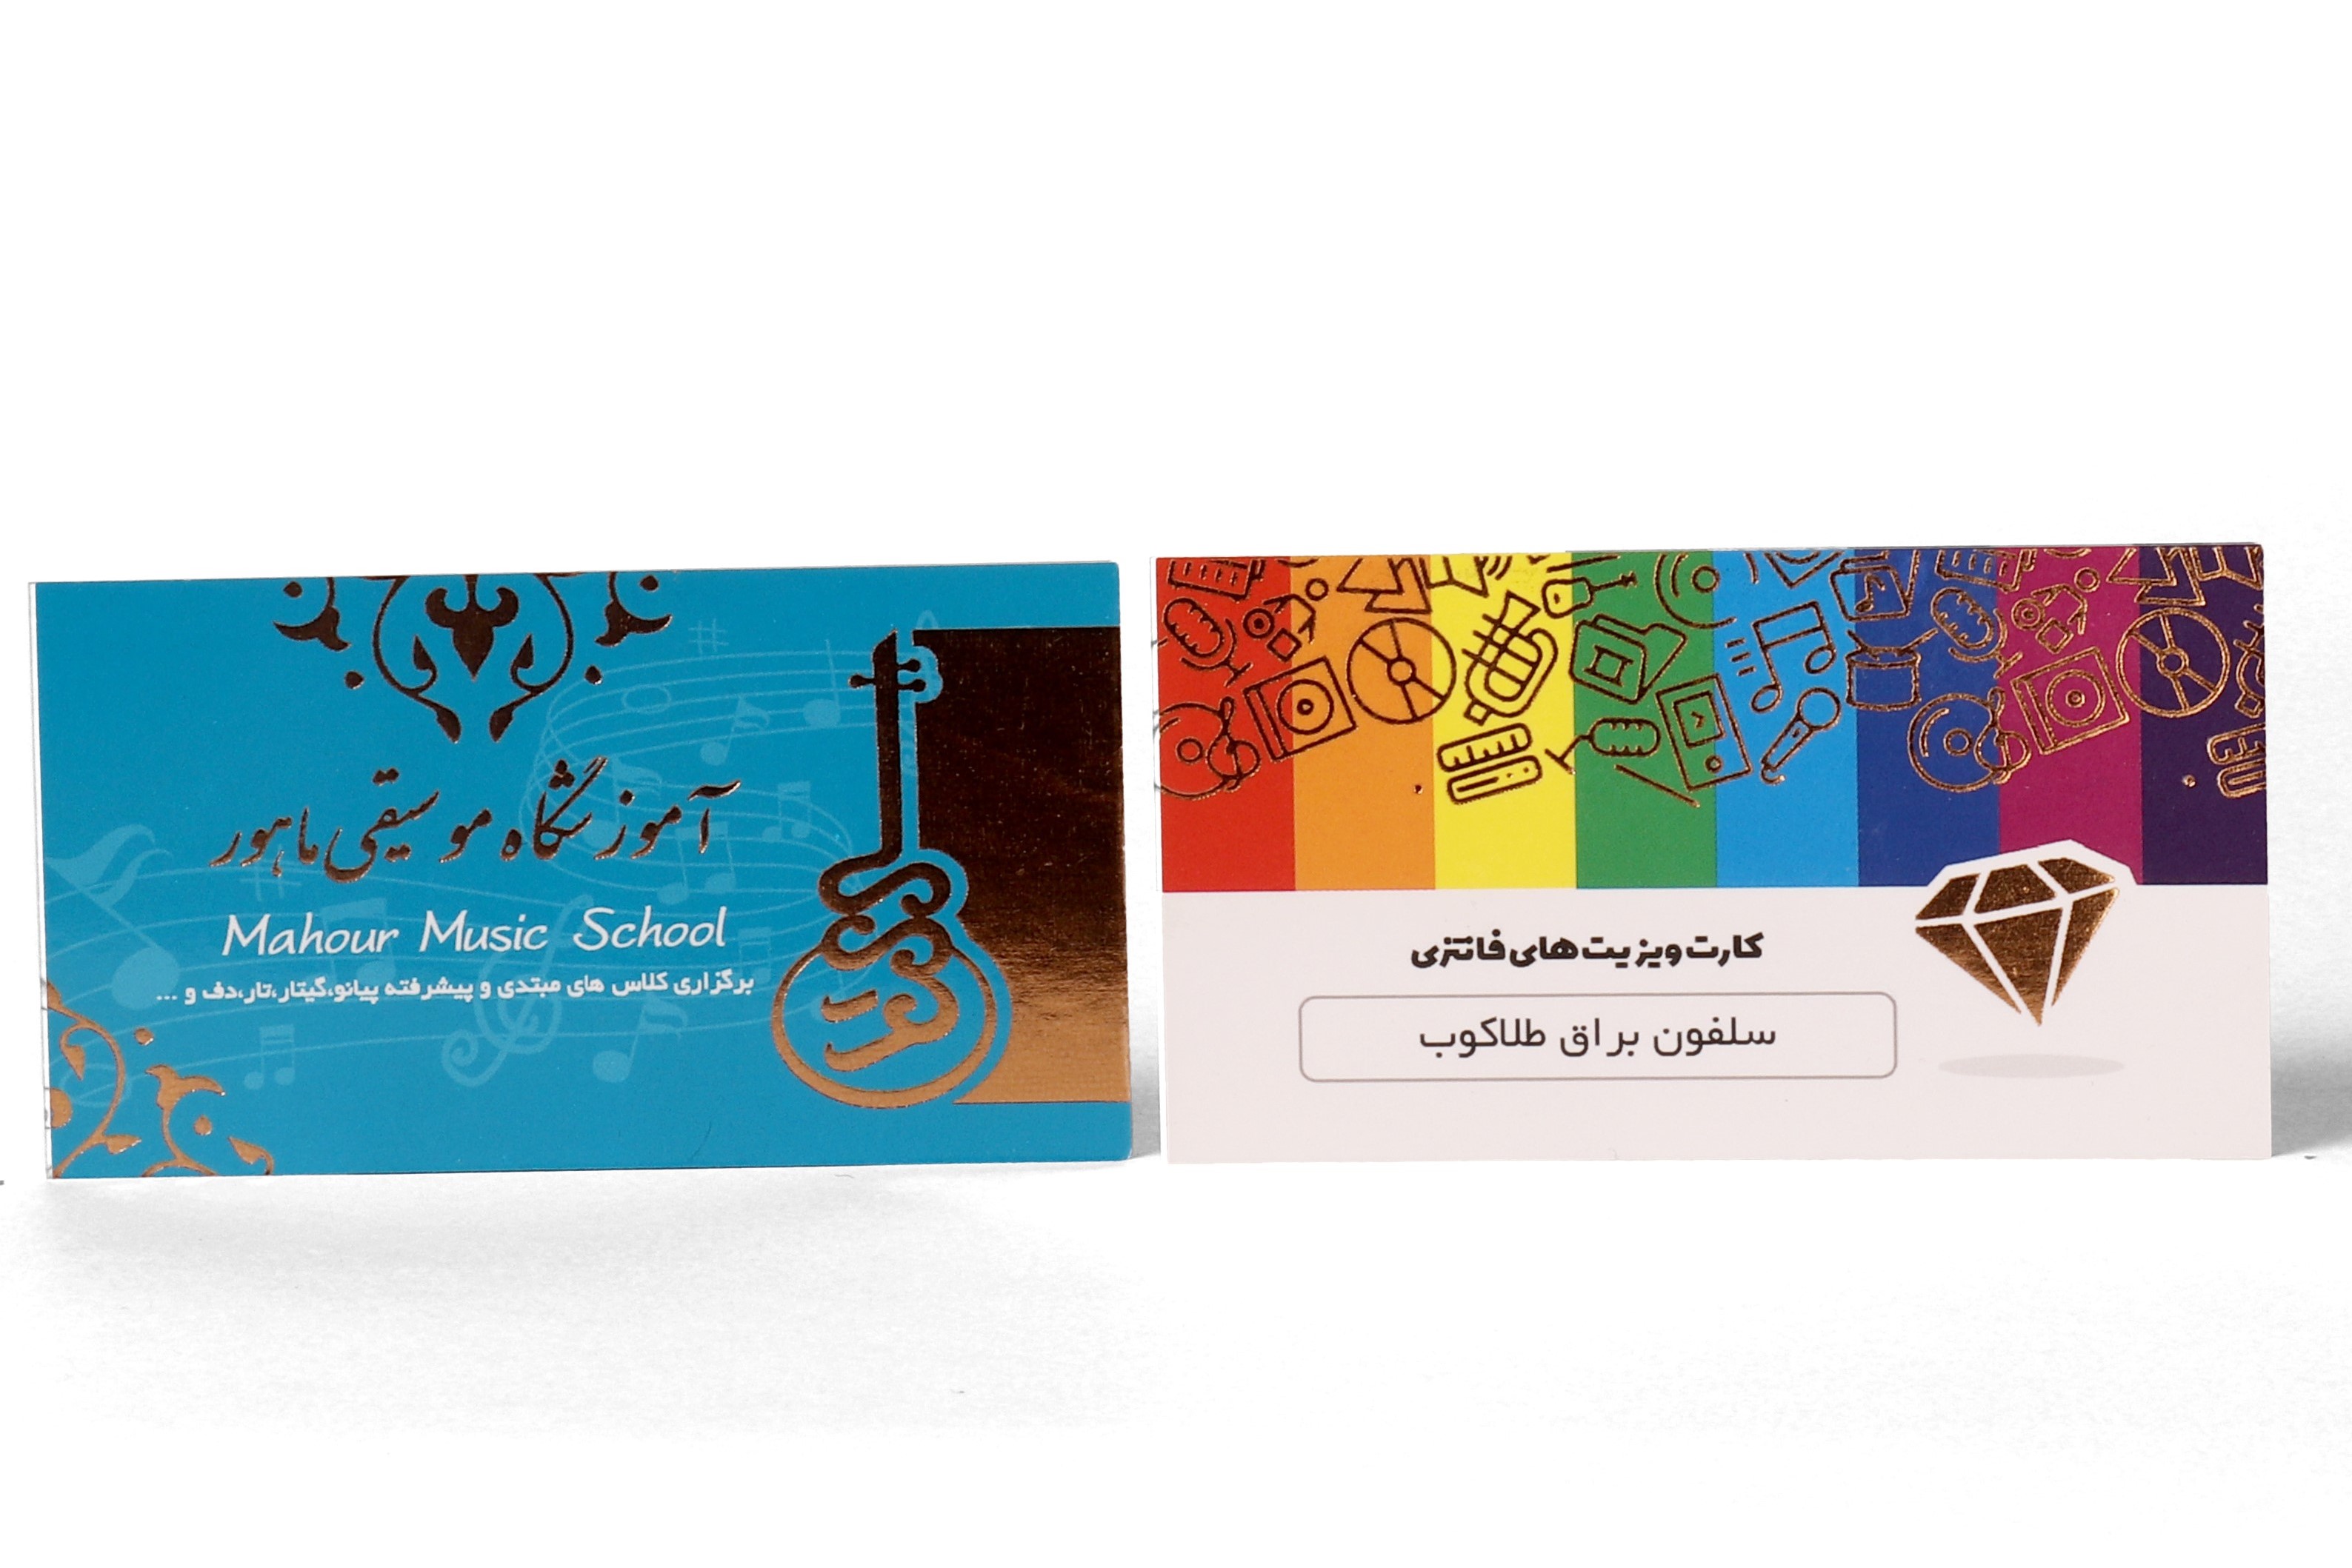 آموزشگاه موسیقی ماهور
Mahour Music School
برگزاری کلاس های مبتدی و پیشرفته پیانو،گیتار،تار،دف و ...
کارت ویزیت‌های فانتزی
سلفون براق طلاکوب